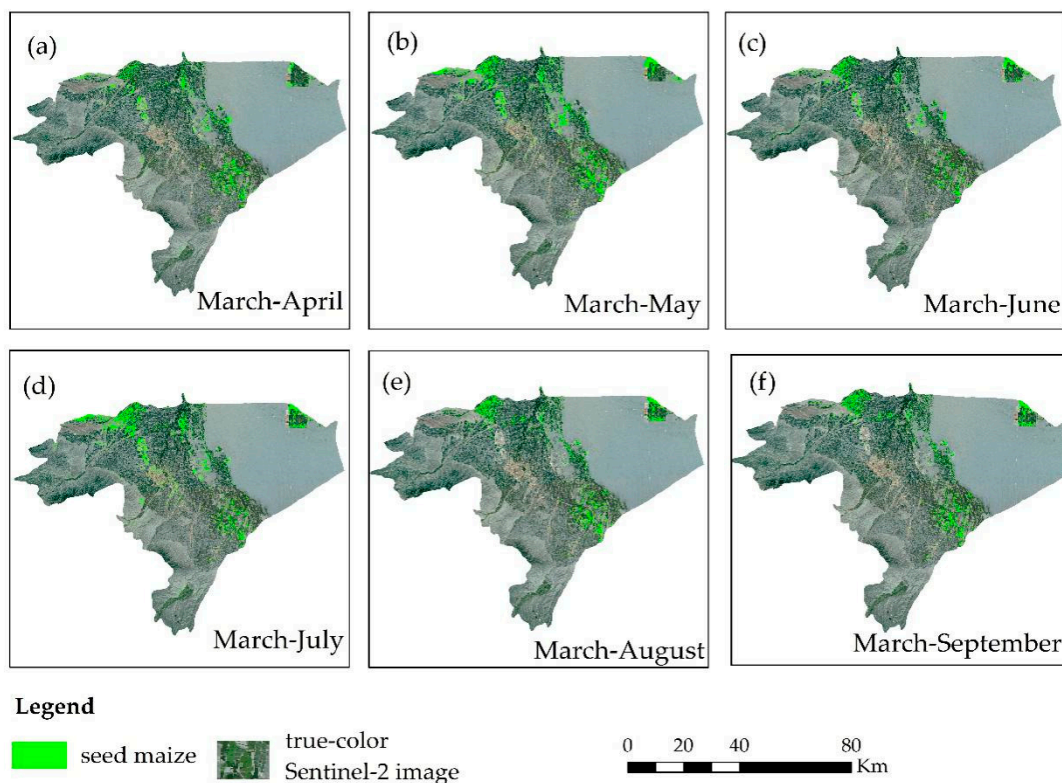 (a)
March-April
(b)
March-May
(c)
March-June
(d)
March-July
(e)
March-August
(f)
March-September
Legend
seed maize
true-color
Sentinel-2 image
0 20 40 80
Km